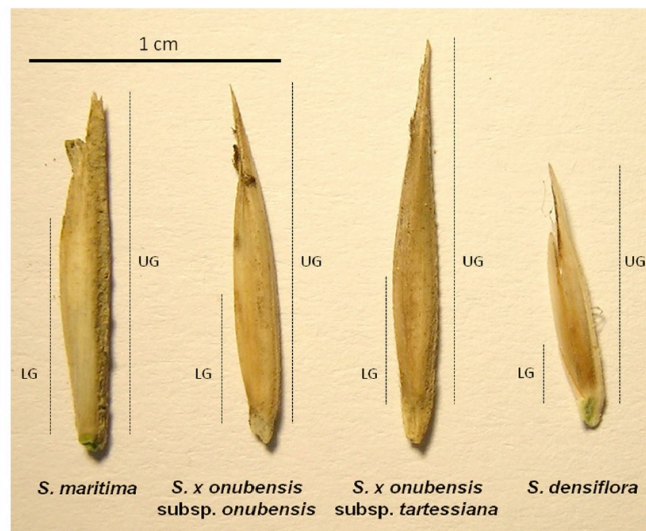 1 cm
UG
UG
UG
UG
LG
LG
LG
LG
S. maritima
S. x onubensis
subsp. onubensis
S. x onubensis
subsp. tartessiana
S. densiflora